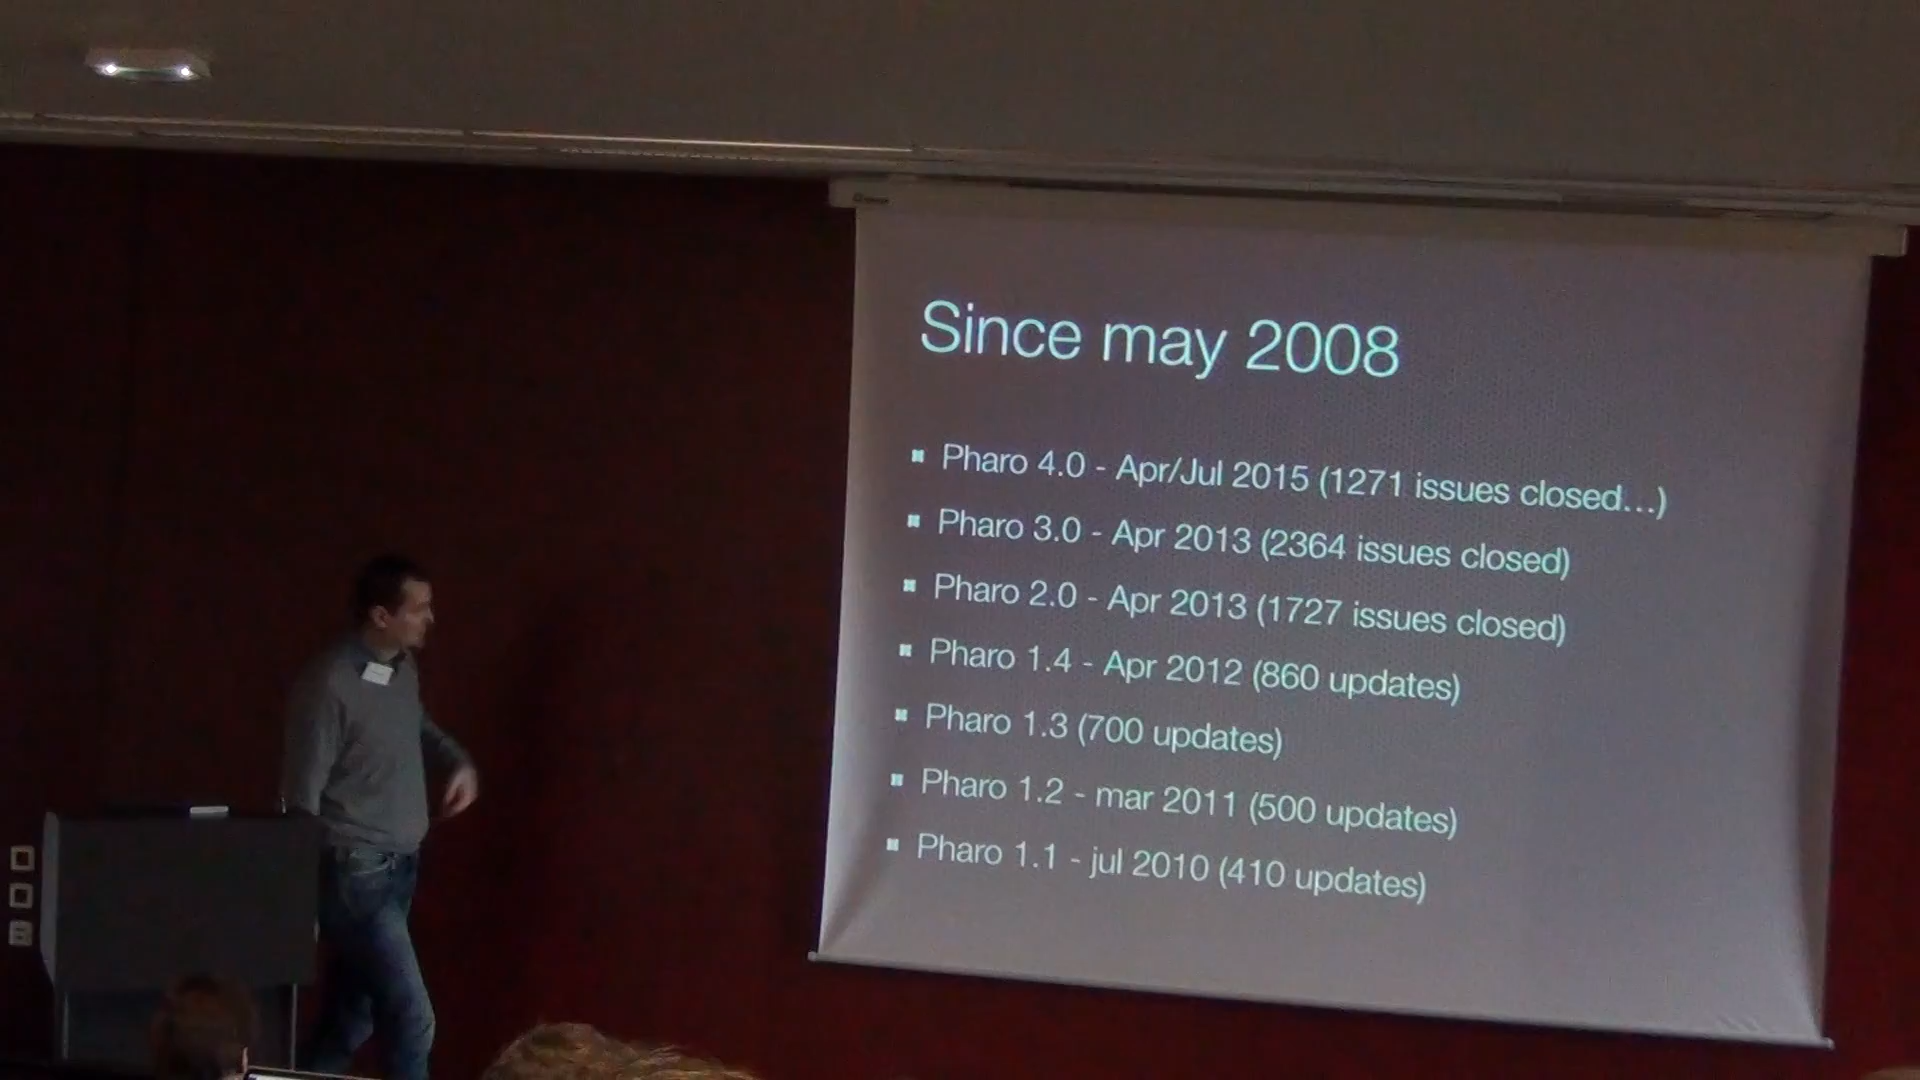 Since may 2008
▪ Pharo 4.0 - Apr/Jul 2015 (1271 issues closed…)
▪ Pharo 3.0 - Apr 2013 (2364 issues closed)
▪ Pharo 2.0 - Apr 2013 (1727 issues closed)
▪ Pharo 1.4 - Apr 2012 (860 updates)
▪ Pharo 1.3 (700 updates)
▪ Pharo 1.2 - mar 2011 (500 updates)
▪ Pharo 1.1 - jul 2010 (410 updates)